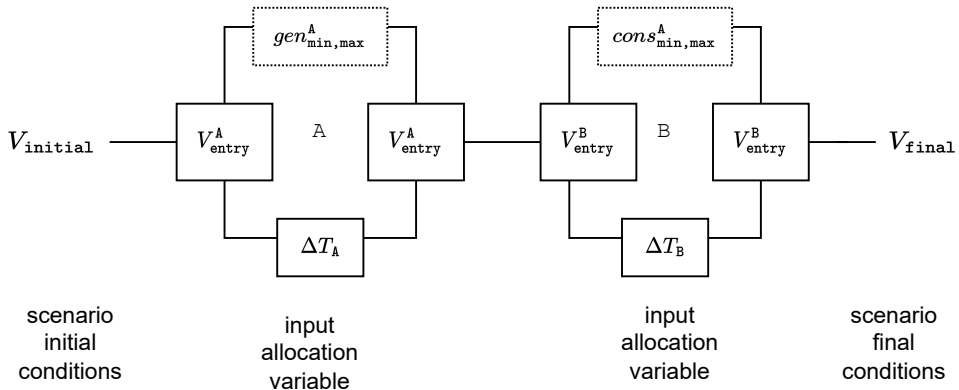 gen^A_min,max
cons^A_min,max
V_initial
V^A_entry
A
V^A_entry
V^B_entry
B
V^B_entry
V_final
ΔT_A
ΔT_B
scenario
initial
conditions
input
allocation
variable
input
allocation
variable
scenario
final
conditions